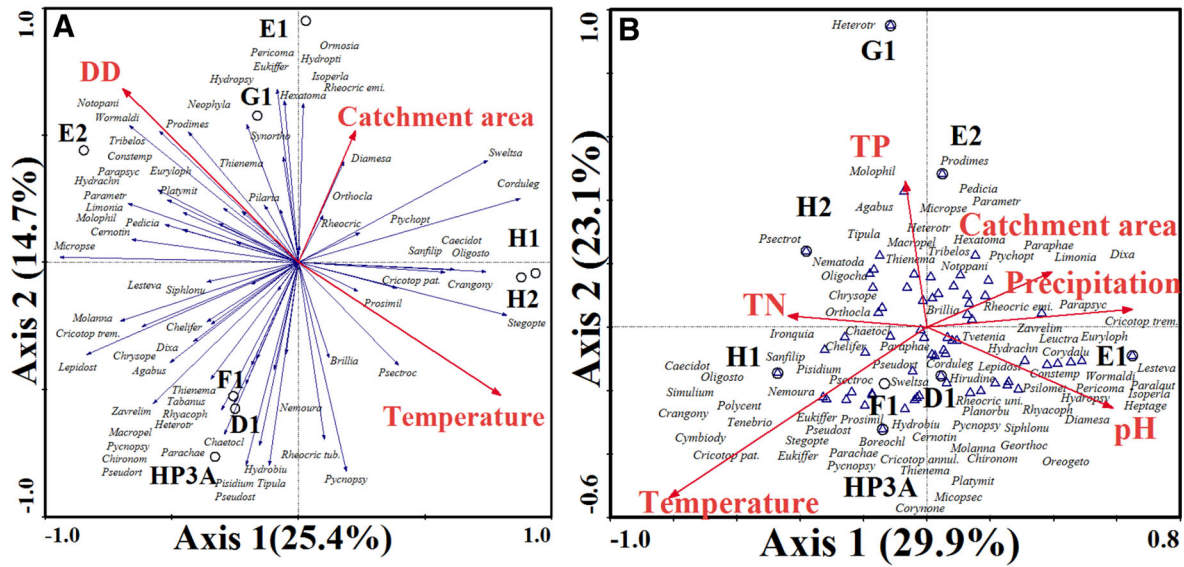 A
1.0
E1
Ormosia
Pericoma
Hydropti
Eukiffer
DD
Hydropsy
Isoperla
Rheocric emi.
Notopani
Neophyla
G1
Hexatoma
Catchment area
Wormaldi
Prodimes
E2
Tribelos
Synortho
Constemp
Diamesa
Sweltsa
Parapsyc
Euryloph
Thienema
Hydrachn
Platymit
Corduleg
Parametr
Pilaria
Orthocla
Limonia
Molophil
Pedicia
Rheocric
Ptychopt
Cernotin
H1
Micropse
Caecidot
Sanfilip
Oligosto
Lesteva
Siphlonu
Cricotop pat.
Crangony
H2
Prosimil
Molanna
Stegopte
Cricotop trem.
Chelifer
Dixa
Lepidost
Chrysope
Brillia
Agabus
F1
Psectroc
Thienema
Tabanus
Temperature
Zavrelim
Rhyacoph
D1
Nemoura
Heterotr
Macropel
Chaetocl
Pycnopsy
Parachae
Rheocric tub.
Chironom
HP3A
Hydrobiu
Pseudort
Pisidium
Tipula
Pycnopsy
Pseudost
-1.0
-1.0
1.0
Axis 1(25.4%)
Axis 2 (14.7%)
B
1.0
Heterotr
G1
E2
TP
Prodimes
Molophil
Pedicia
Parametr
Agabus
Micropse
H2
Catchment area
Heterotr
Tipula
Hexatoma
Macropel
Paraphae
Psectrot
Tribelos
Ptychopt
Limonia
Dixa
Nematoda
Thienema
Notopani
Oligocha
Precipitation
Chrysope
Rheocric emi.
Parapsyc
TN
Orthocla
Brillia
Cricotop trem.
Ironquia
Chaetoc
Tvetenia
Zavrelim
Leuctra
Euryloph
H1
Chelifer
Paraphae
Hydrachn
Corydalu
E1
Sanfilip
Caecidot
Pisidium
Pseudort
Corduleg
Lepidost
Constemp
Wormaldi
Lesteva
Oligosto
Psectroc
Sweltsa
Hirudine
Psilomet
Pericoma
Paralqut
Simulium
Nemoura
F1
D1
Rheocric uni.
Hydropsy
Isoperla
Polycent
Planorbu
Rhyacoph
Heptage
Crangony
Eukiffer
Prosimil
Hydrobiu
Pycnopsy
Siphlonu
Diamesa
Tenebrio
Pseudost
Cernotin
pH
Cymbiody
Stegopte
Boreochl
Molanna
Georthoc
Cricotop pat.
Eukiffer
Parachae
Cricotop annul.
Chironom
Oreogeto
Pycnopsy
Thienema
HP3A
Platymit
Temperature
Micopsec
Corynone
-0.6
-1.0
0.8
Axis 1 (29.9%)
Axis 2 (23.1%)